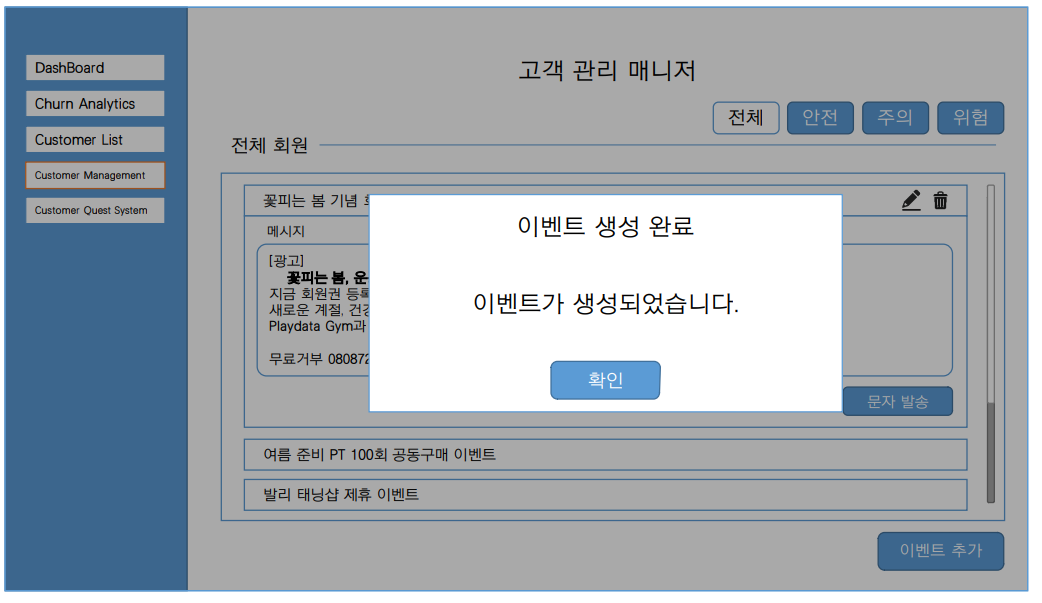 DashBoard
Churn Analytics
Customer List
Customer Management
Customer Quest System
고객 관리 매니저
전체
안전
주의
위험
전체 회원
꽃피는 봄 기념
메시지
[광고]
꽃피는 봄, 운
지금 회원권 등록
새로운 계절, 건강
Playdata Gym과
무료거부 080872
문자 발송
이벤트 생성 완료
이벤트가 생성되었습니다.
확인
여름 준비 PT 100회 공동구매 이벤트
발리 태닝샵 제휴 이벤트
이벤트 추가